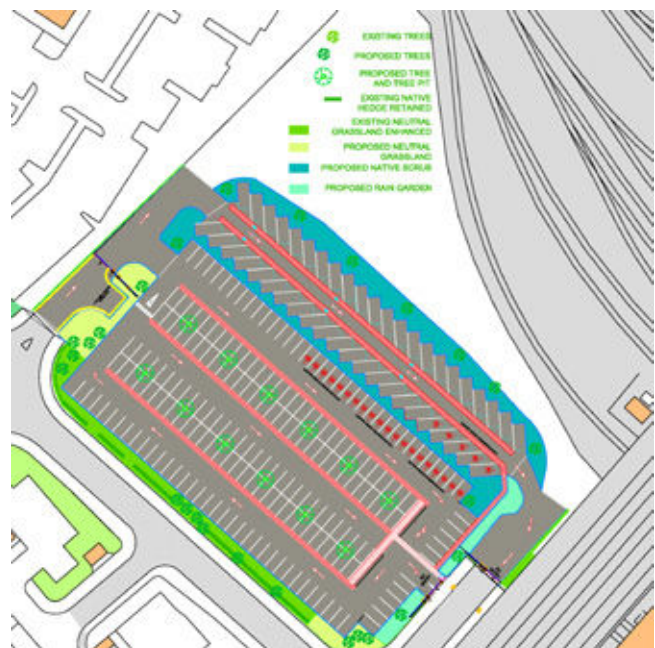 EXISTING TREES
PROPOSED TREES
PROPOSED TREE
AND TREE PIT
EXISTING NATIVE
HEDGE RETAINED
EXISTING NEUTRAL
GRASSLAND ENHANCED
PROPOSED NEUTRAL
GRASSLAND
PROPOSED NATIVE SCRUB
PROPOSED RAIN GARDEN